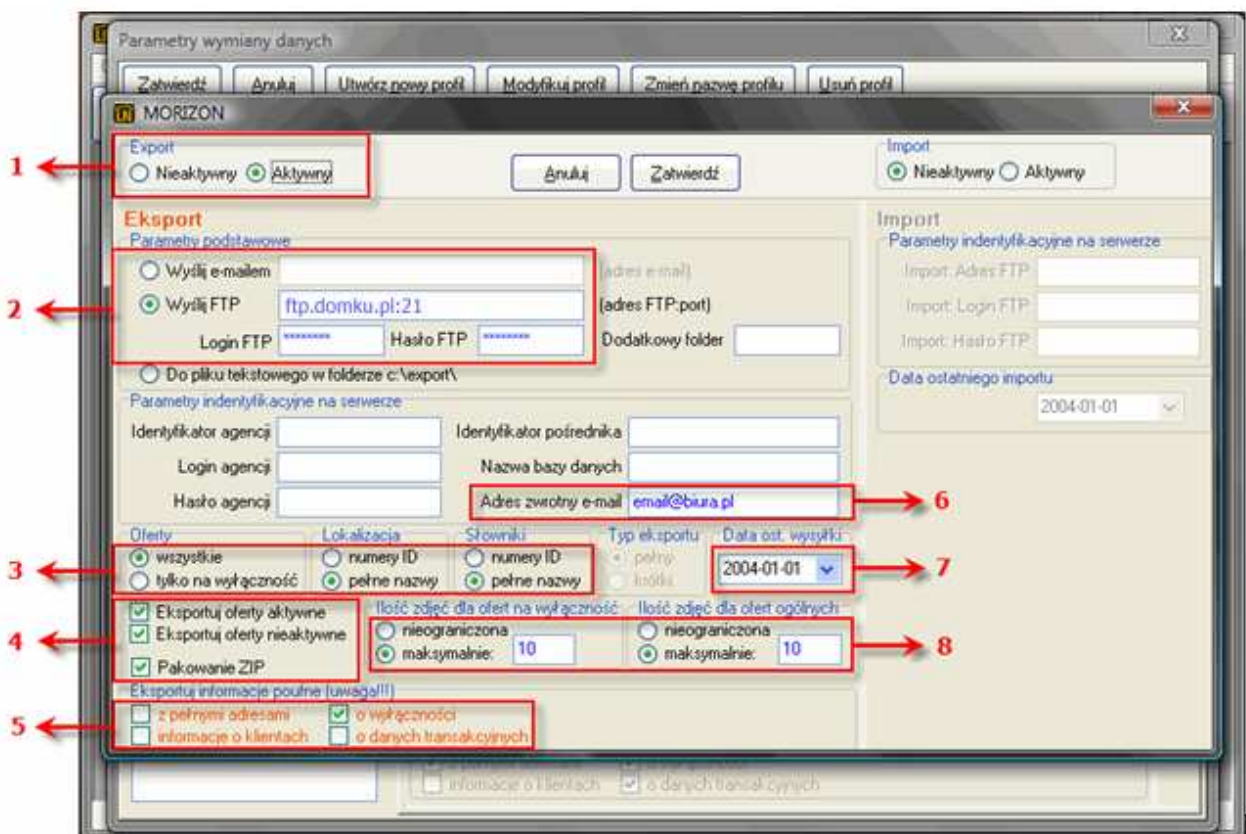 Parametry wymiany danych
Zatwierdź Anuluj Utwórz nowy profil Modyfikuj profil Zmień nazwę profilu Usuń profil
MORIZON
1
Export
Nieaktywny Aktywny
Anuluj Zatwierdź
Import
Nieaktywny Aktywny
Eksport
Parametry podstawowe
2
Wyślij e-mailem (adres e-mail)
Wyślij FTP ftp.domku.pl:21 (adres FTP:port)
Login FTP ******** Hasło FTP ******** Dodatkowy folder
Do pliku tekstowego w folderze c:\export\
Import
Parametry indentyfikacyjne na serwerze
Import: Adres FTP
Import: Login FTP
Import: Hasło FTP
Data ostatniego importu
2004-01-01
Parametry indentyfikacyjne na serwerze
Identyfikator agencji Identyfikator pośrednika
Login agencji Nazwa bazy danych
Hasło agencji Adres zwrotny e-mail email@biura.pl
6
Oferty Lokalizacja Słowniki Typ eksportu Data ost. wysyłki
3
wszystkie numery ID numery ID pełny 2004-01-01
tylko na wyłączność pełne nazwy pełne nazwy krótki
7
4
Eksportuj oferty aktywne
Eksportuj oferty nieaktywne
Pakowanie ZIP
Ilość zdjęć dla ofert na wyłączność Ilość zdjęć dla ofert ogólnych
nieograniczona nieograniczona
maksymalnie: 10 maksymalnie: 10
8
Eksportuj informacje poufne (uwaga!!!)
5
z pełnymi adresami o wyłączności
informacje o klientach o danych transakcyjnych
informacje o klientach o danych transakcyjnych